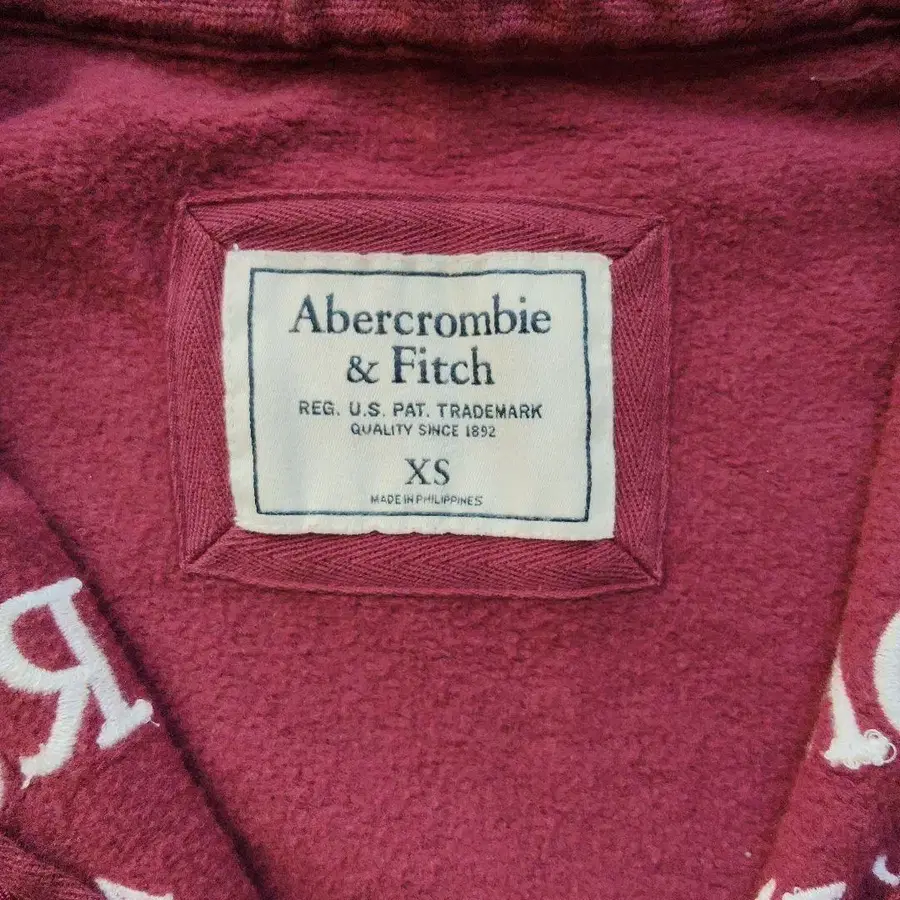 Abercrombie
& Fitch
REG. U.S. PAT. TRADEMARK
QUALITY SINCE 1892
XS
MADE IN PHILIPPINES
R